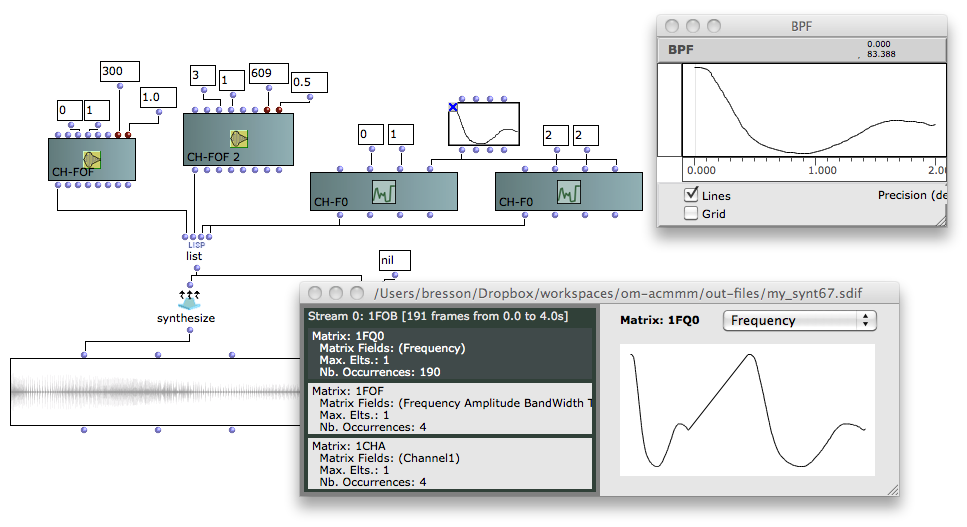 300
0
1
1.0
CH-FOF
3
1
609
0.5
CH-FOF 2
0
1
CH-F0
2
2
CH-F0
LISP
list
nil
synthesize
BPF
BPF
0.000
83.388
0.000
1.000
2.00
Lines
Precision (de
Grid
/Users/bresson/Dropbox/workspaces/om-acmmm/out-files/my_synt67.sdif
Stream 0: 1FOB [191 frames from 0.0 to 4.0s]
Matrix: 1FQ0
Matrix Fields: (Frequency)
Max. Elts.: 1
Nb. Occurrences: 190
Matrix: 1FOF
Matrix Fields: (Frequency Amplitude BandWidth T
Max. Elts.: 1
Nb. Occurrences: 4
Matrix: 1CHA
Matrix Fields: (Channel1)
Max. Elts.: 1
Nb. Occurrences: 4
Matrix: 1FQ0
Frequency